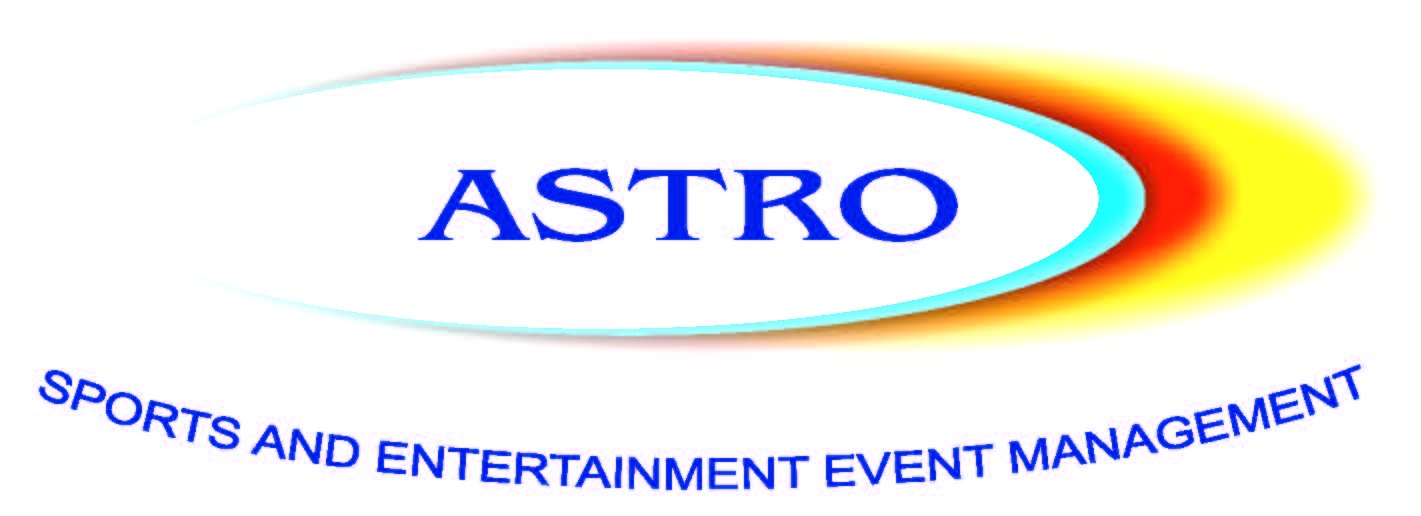 ASTRO
SPORTS AND ENTERTAINMENT EVENT MANAGEMENT